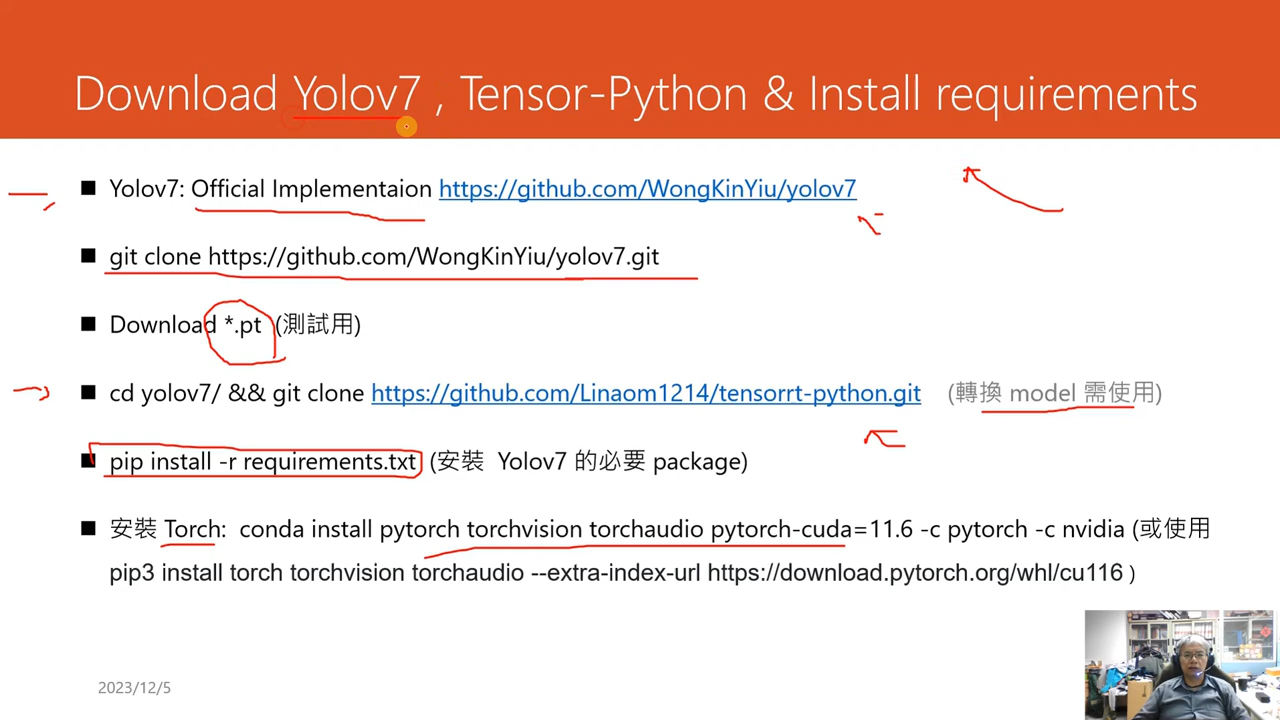 Download Yolov7 , Tensor-Python & Install requirements
Yolov7: Official Implementaion https://github.com/WongKinYiu/yolov7
git clone https://github.com/WongKinYiu/yolov7.git
Download *.pt (測試用)
cd yolov7/ && git clone https://github.com/Linaom1214/tensorrt-python.git (轉換 model 需使用)
pip install -r requirements.txt (安裝 Yolov7 的必要 package)
安裝 Torch: conda install pytorch torchvision torchaudio pytorch-cuda=11.6 -c pytorch -c nvidia (或使用
pip3 install torch torchvision torchaudio --extra-index-url https://download.pytorch.org/whl/cu116 )
2023/12/5